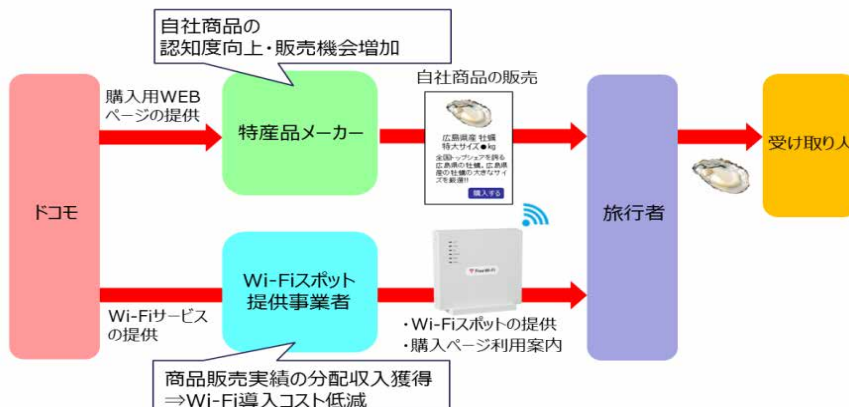 自社商品の
認知度向上・販売機会増加
自社商品の販売
購入用WEB
ページの提供
特産品メーカー
広島県産 牡蠣
特大サイズ●kg
全国トップシェアを誇る
広島県の牡蠣。広島県
産の牡蠣の大きなサイ
ズを厳選!!
購入する
受け取り人
ドコモ
旅行者
Wi-Fiスポット
提供事業者
Free Wi-Fi
Wi-Fiサービス
の提供
・Wi-Fiスポットの提供
・購入ページ利用案内
商品販売実績の分配収入獲得
⇒Wi-Fi導入コスト低減